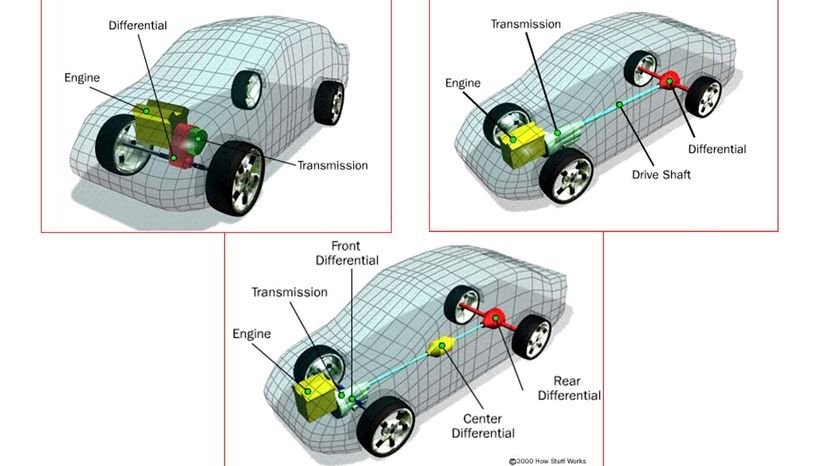 Differential
Engine
Transmission
Transmission
Engine
Differential
Drive Shaft
Front
Differential
Transmission
Engine
Rear
Differential
Center
Differential
©2000 How Stuff Works